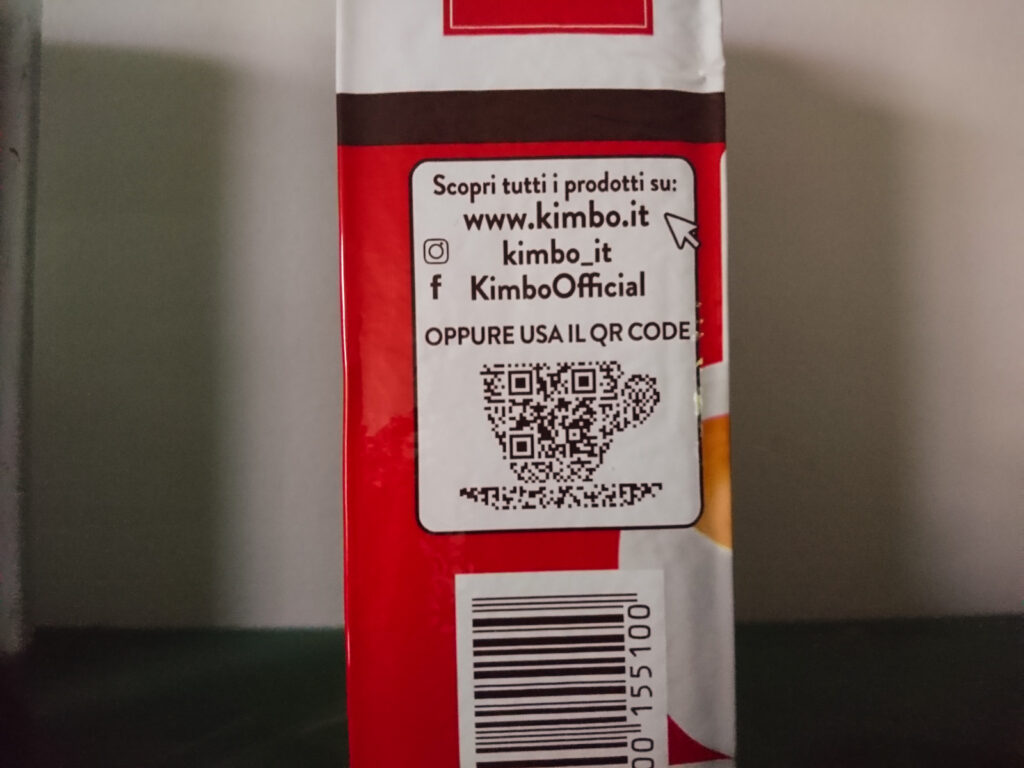 Scopri tutti i prodotti su:
www.kimbo.it
kimbo_it
f KimboOfficial
OPPURE USA IL QR CODE
00 155100